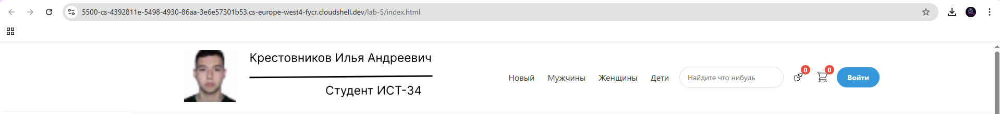 5500-cs-4392811e-5498-4930-86aa-3e6e57301b53.cs-europe-west4-fycr.cloudshell.dev/lab-5/index.html
Крестовников Илья Андреевич
Студент ИСТ-34
Новый Мужчины Женщины Дети Найдите что нибудь 0 0 Войти